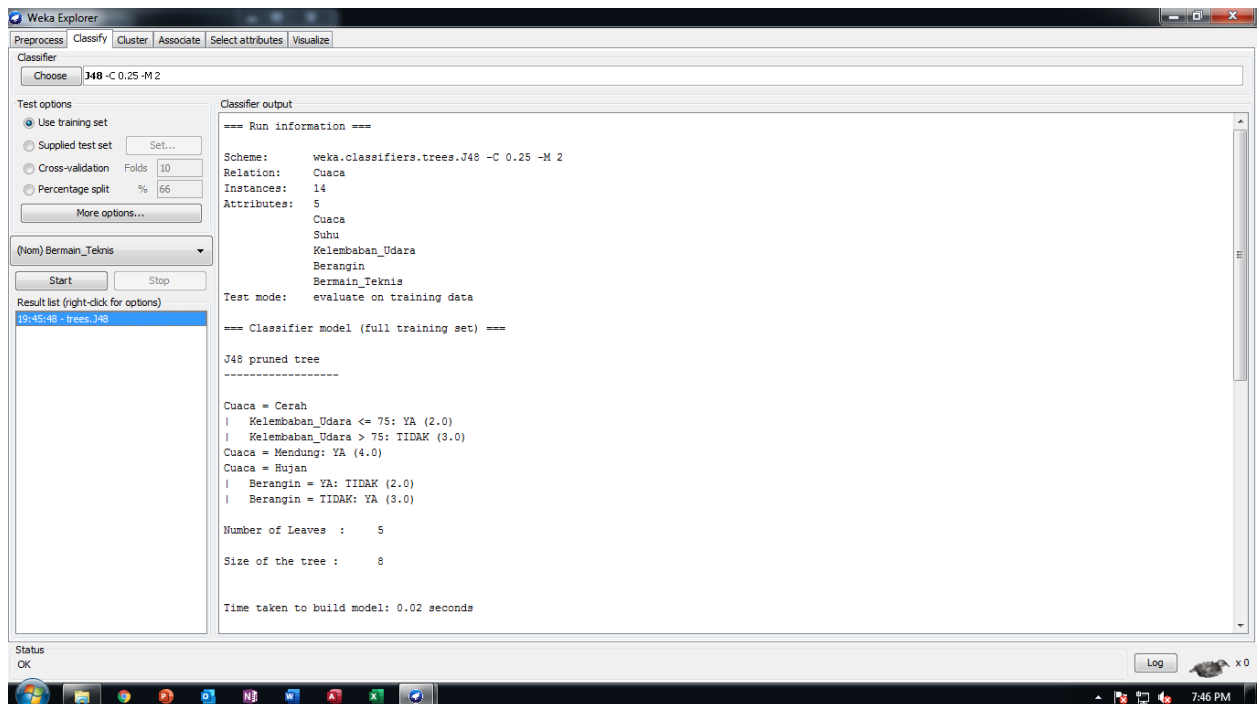 Weka Explorer
Preprocess Classify Cluster Associate Select attributes Visualize
Classifier
Choose J48 -C 0.25 -M 2
Test options
Use training set
Supplied test set Set...
Cross-validation Folds 10
Percentage split % 66
More options...
(Nom) Bermain_Teknis
Start Stop
Result list (right-click for options)
19:45:48 - trees.J48
Classifier output
=== Run information ===
Scheme: weka.classifiers.trees.J48 -C 0.25 -M 2
Relation: Cuaca
Instances: 14
Attributes: 5
Cuaca
Suhu
Kelembaban_Udara
Berangin
Bermain_Teknis
Test mode: evaluate on training data
=== Classifier model (full training set) ===
J48 pruned tree
------------------
Cuaca = Cerah
| Kelembaban_Udara <= 75: YA (2.0)
| Kelembaban_Udara > 75: TIDAK (3.0)
Cuaca = Mendung: YA (4.0)
Cuaca = Hujan
| Berangin = YA: TIDAK (2.0)
| Berangin = TIDAK: YA (3.0)
Number of Leaves : 5
Size of the tree : 8
Time taken to build model: 0.02 seconds
Status
OK
Log x 0
7:46 PM